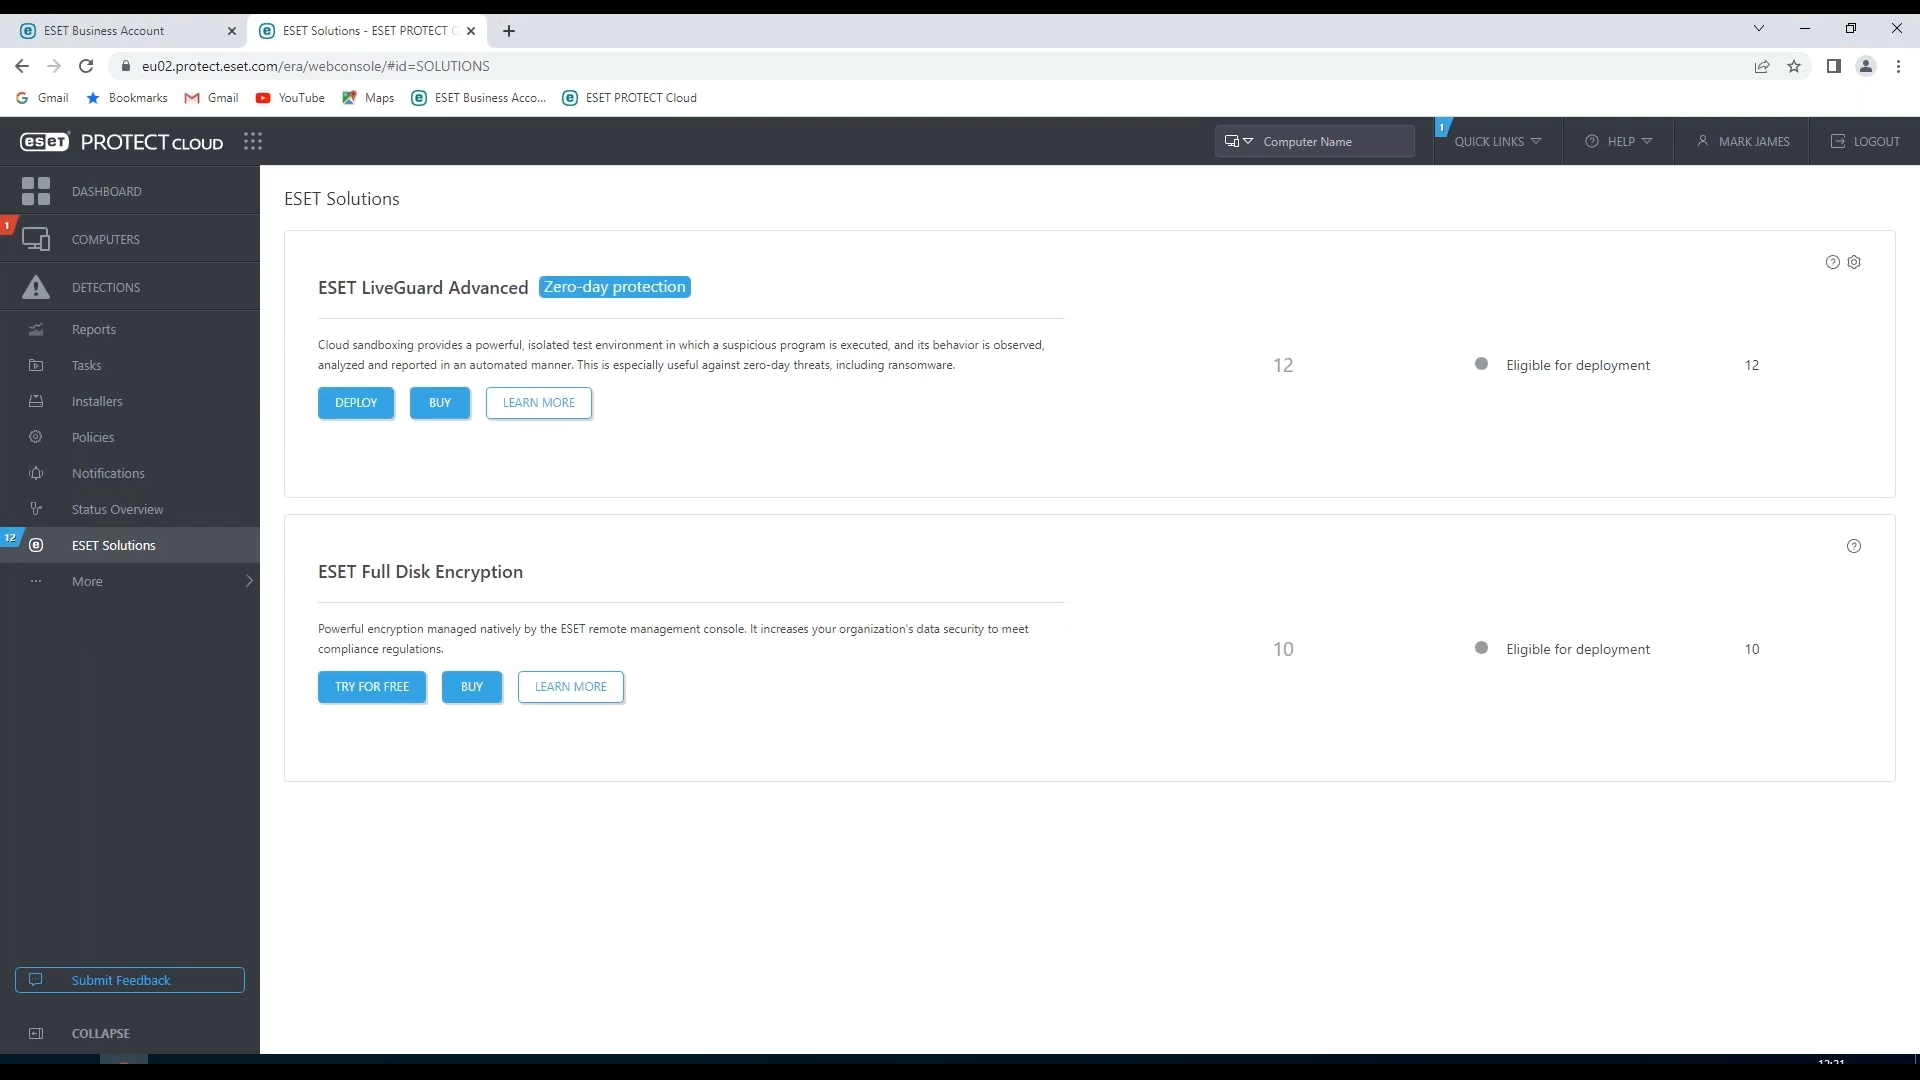 ESET Business Account
ESET Solutions - ESET PROTECT C
eu02.protect.eset.com/era/webconsole/#id=SOLUTIONS
Gmail Bookmarks Gmail YouTube Maps ESET Business Acco... ESET PROTECT Cloud
eset PROTECT CLOUD
Computer Name
1
QUICK LINKS
HELP
MARK JAMES
LOGOUT
DASHBOARD
1
COMPUTERS
DETECTIONS
Reports
Tasks
Installers
Policies
Notifications
Status Overview
12
ESET Solutions
More
Submit Feedback
COLLAPSE
ESET Solutions
ESET LiveGuard Advanced Zero-day protection
Cloud sandboxing provides a powerful, isolated test environment in which a suspicious program is executed, and its behavior is observed,
analyzed and reported in an automated manner. This is especially useful against zero-day threats, including ransomware.
DEPLOY BUY LEARN MORE
12
Eligible for deployment 12
ESET Full Disk Encryption
Powerful encryption managed natively by the ESET remote management console. It increases your organization's data security to meet
compliance regulations.
TRY FOR FREE BUY LEARN MORE
10
Eligible for deployment 10